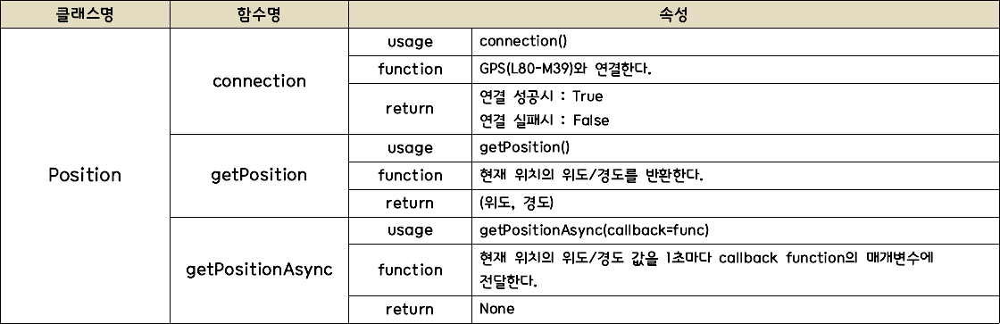 클래스명 함수명 속성
Position
connection
usage connection()
function GPS(L80-M39)와 연결한다.
return 연결 성공시 : True
연결 실패시 : False
getPosition
usage getPosition()
function 현재 위치의 위도/경도를 반환한다.
return (위도, 경도)
getPositionAsync
usage getPositionAsync(callback=func)
function 현재 위치의 위도/경도 값을 1초마다 callback function의 매개변수에
전달한다.
return None